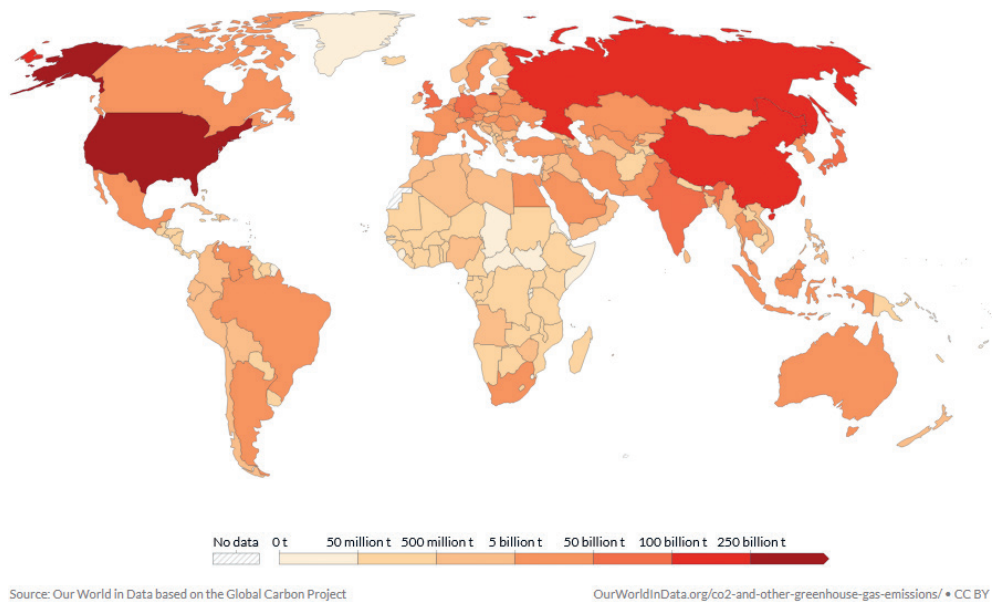 No data 0 t 50 million t 500 million t 5 billion t 50 billion t 100 billion t 250 billion t
Source: Our World in Data based on the Global Carbon Project OurWorldInData.org/co2-and-other-greenhouse-gas-emissions/ • CC BY